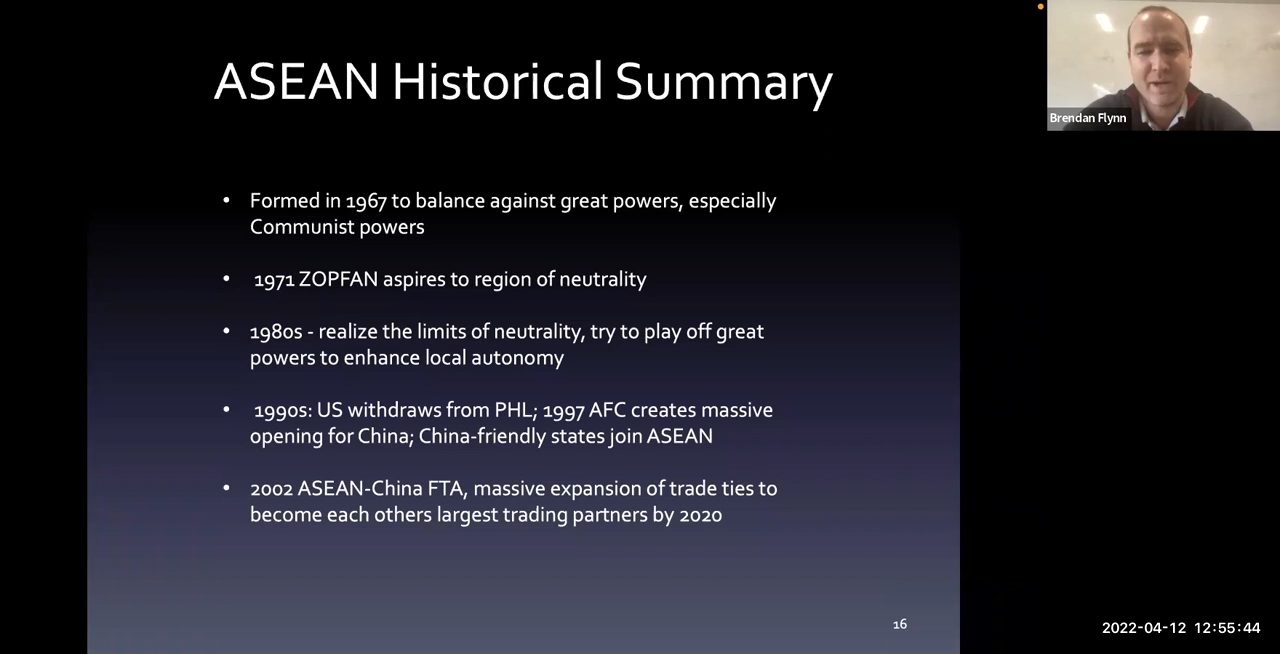 ASEAN Historical Summary
Brendan Flynn
• Formed in 1967 to balance against great powers, especially
Communist powers
• 1971 ZOPFAN aspires to region of neutrality
• 1980s - realize the limits of neutrality, try to play off great
powers to enhance local autonomy
• 1990s: US withdraws from PHL; 1997 AFC creates massive
opening for China; China-friendly states join ASEAN
• 2002 ASEAN-China FTA, massive expansion of trade ties to
become each others largest trading partners by 2020
16
2022-04-12 12:55:44